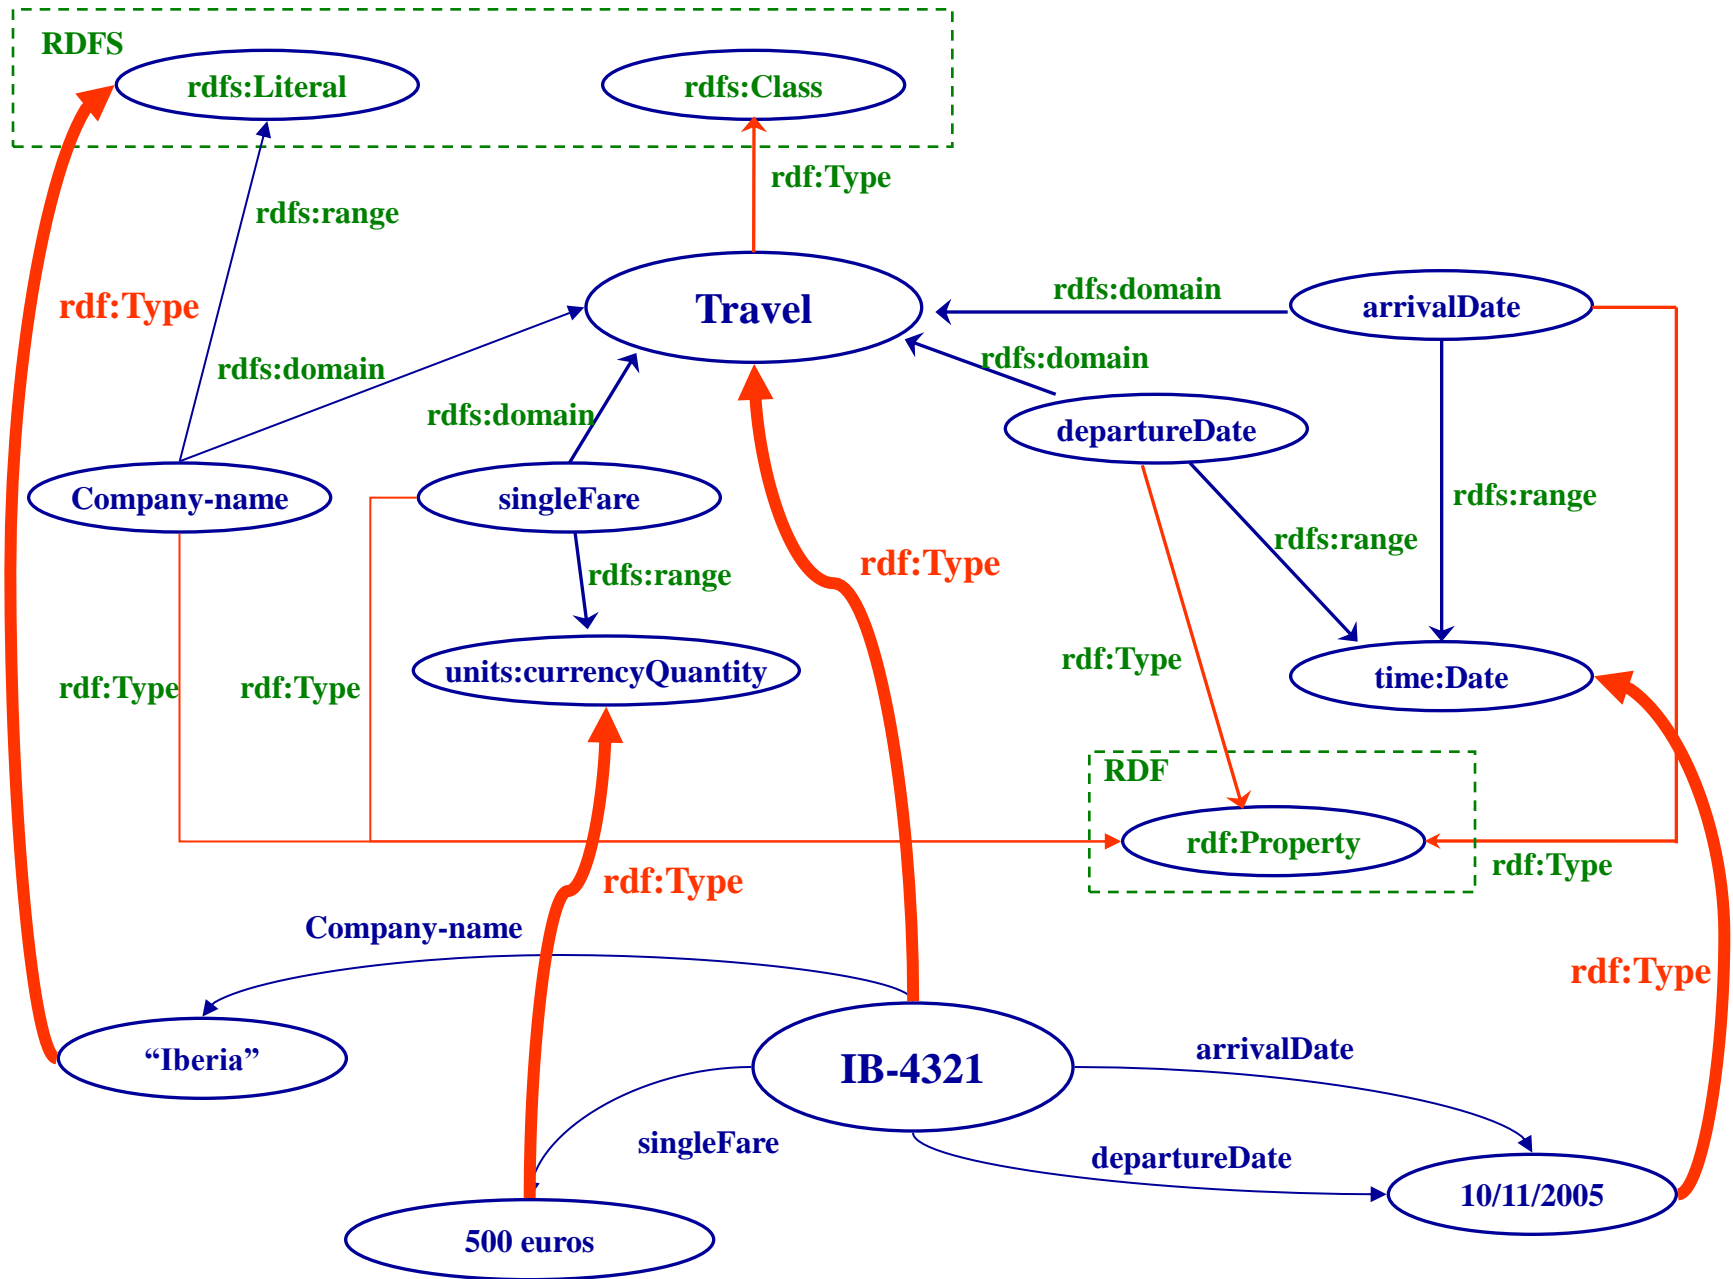 RDFS
rdfs:Literal
rdfs:Class
rdf:Type
rdfs:range
rdf:Type
Travel
rdfs:domain
arrivalDate
rdfs:domain
rdfs:domain
rdfs:domain
departureDate
Company-name
singleFare
rdfs:range
rdfs:range
rdf:Type
rdfs:range
rdf:Type
rdf:Type
units:currencyQuantity
rdf:Type
time:Date
RDF
rdf:Property
rdf:Type
rdf:Type
Company-name
rdf:Type
“Iberia”
IB-4321
arrivalDate
singleFare
departureDate
10/11/2005
500 euros